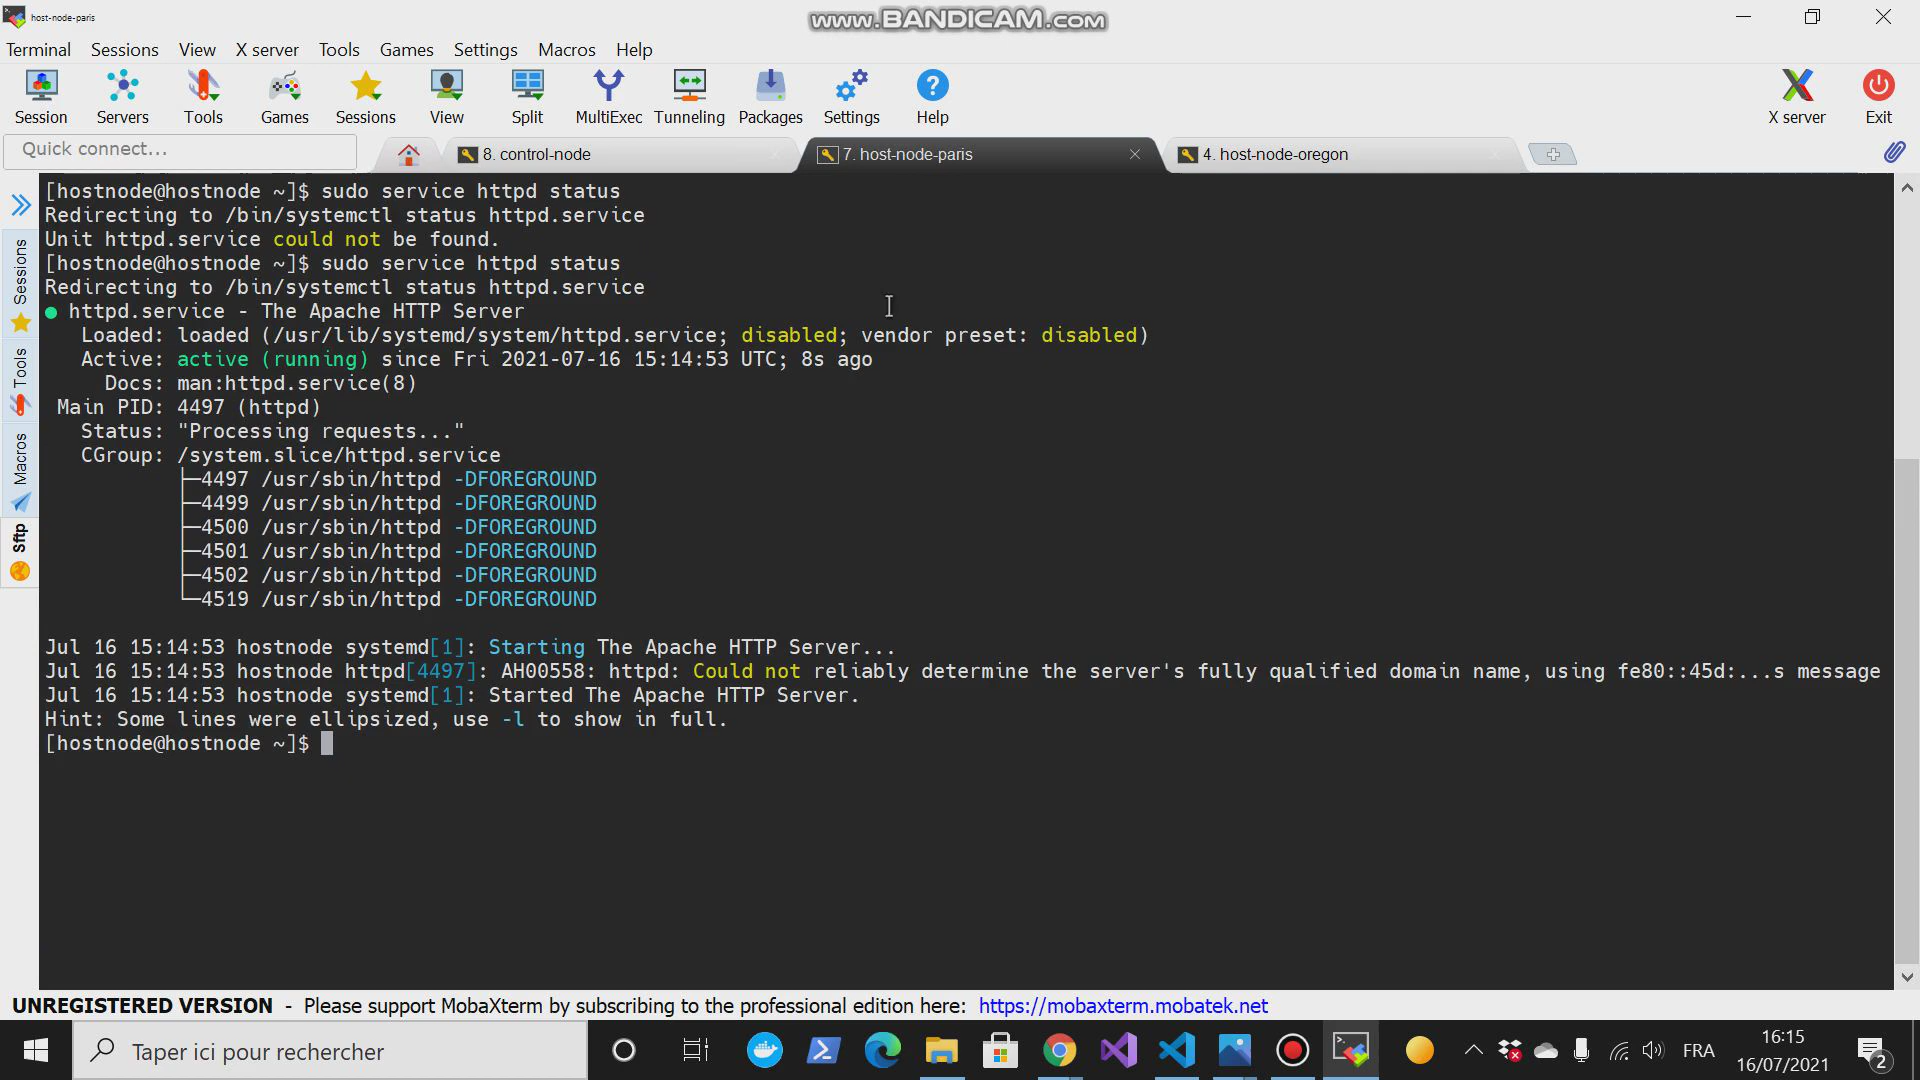 host-node-paris
www.BANDICAM.com
Terminal Sessions View X server Tools Games Settings Macros Help
Session Servers Tools Games Sessions View Split MultiExec Tunneling Packages Settings Help X server Exit
Quick connect...
8. control-node
7. host-node-paris
4. host-node-oregon
Sessions
Tools
Macros
Sftp
[hostnode@hostnode ~]$ sudo service httpd status
Redirecting to /bin/systemctl status httpd.service
Unit httpd.service could not be found.
[hostnode@hostnode ~]$ sudo service httpd status
Redirecting to /bin/systemctl status httpd.service
● httpd.service - The Apache HTTP Server
Loaded: loaded (/usr/lib/systemd/system/httpd.service; disabled; vendor preset: disabled)
Active: active (running) since Fri 2021-07-16 15:14:53 UTC; 8s ago
Docs: man:httpd.service(8)
Main PID: 4497 (httpd)
Status: "Processing requests..."
CGroup: /system.slice/httpd.service
├─4497 /usr/sbin/httpd -DFOREGROUND
├─4499 /usr/sbin/httpd -DFOREGROUND
├─4500 /usr/sbin/httpd -DFOREGROUND
├─4501 /usr/sbin/httpd -DFOREGROUND
├─4502 /usr/sbin/httpd -DFOREGROUND
└─4519 /usr/sbin/httpd -DFOREGROUND
Jul 16 15:14:53 hostnode systemd[1]: Starting The Apache HTTP Server...
Jul 16 15:14:53 hostnode httpd[4497]: AH00558: httpd: Could not reliably determine the server's fully qualified domain name, using fe80::45d:...s message
Jul 16 15:14:53 hostnode systemd[1]: Started The Apache HTTP Server.
Hint: Some lines were ellipsized, use -l to show in full.
[hostnode@hostnode ~]$
UNREGISTERED VERSION - Please support MobaXterm by subscribing to the professional edition here: https://mobaxterm.mobatek.net
Taper ici pour rechercher
FRA
16:15
16/07/2021
2